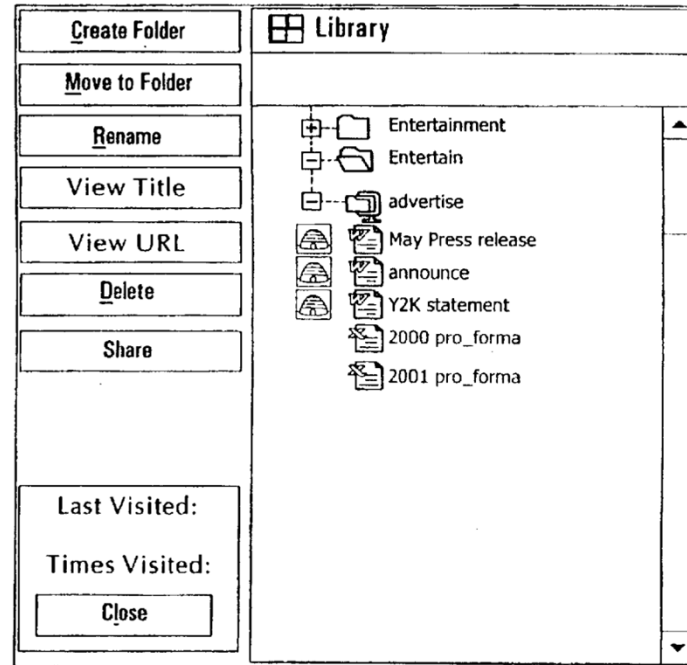 Create Folder
Move to Folder
Rename
View Title
View URL
Delete
Share
Last Visited:
Times Visited:
Close
Library
Entertainment
Entertain
advertise
May Press release
announce
Y2K statement
2000 pro_forma
2001 pro_forma